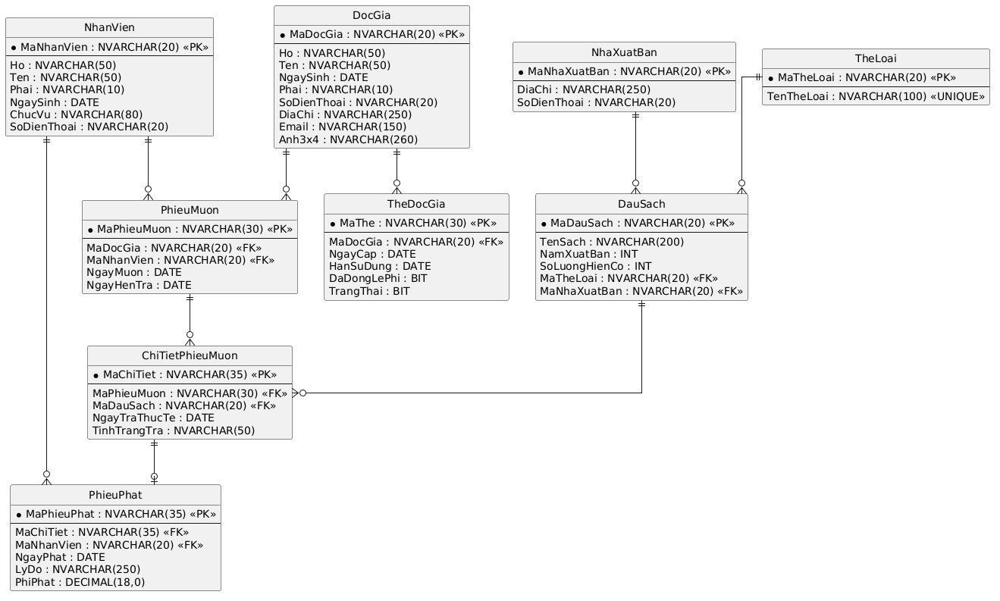 NhanVien
MaNhanVien : NVARCHAR(20) «PK»
Ho : NVARCHAR(50)
Ten : NVARCHAR(50)
Phai : NVARCHAR(10)
NgaySinh : DATE
ChucVu : NVARCHAR(80)
SoDienThoai : NVARCHAR(20)
DocGia
MaDocGia : NVARCHAR(20) «PK»
Ho : NVARCHAR(50)
Ten : NVARCHAR(50)
NgaySinh : DATE
Phai : NVARCHAR(10)
SoDienThoai : NVARCHAR(20)
DiaChi : NVARCHAR(250)
Email : NVARCHAR(150)
Anh3x4 : NVARCHAR(260)
NhaXuatBan
MaNhaXuatBan : NVARCHAR(20) «PK»
DiaChi : NVARCHAR(250)
SoDienThoai : NVARCHAR(20)
TheLoai
MaTheLoai : NVARCHAR(20) «PK»
TenTheLoai : NVARCHAR(100) «UNIQUE»
PhieuMuon
MaPhieuMuon : NVARCHAR(30) «PK»
MaDocGia : NVARCHAR(20) «FK»
MaNhanVien : NVARCHAR(20) «FK»
NgayMuon : DATE
NgayHenTra : DATE
TheDocGia
MaThe : NVARCHAR(30) «PK»
MaDocGia : NVARCHAR(20) «FK»
NgayCap : DATE
HanSuDung : DATE
DaDongLePhi : BIT
TrangThai : BIT
DauSach
MaDauSach : NVARCHAR(20) «PK»
TenSach : NVARCHAR(200)
NamXuatBan : INT
SoLuongHienCo : INT
MaTheLoai : NVARCHAR(20) «FK»
MaNhaXuatBan : NVARCHAR(20) «FK»
ChiTietPhieuMuon
MaChiTiet : NVARCHAR(35) «PK»
MaPhieuMuon : NVARCHAR(30) «FK»
MaDauSach : NVARCHAR(20) «FK»
NgayTraThucTe : DATE
TinhTrangTra : NVARCHAR(50)
PhieuPhat
MaPhieuPhat : NVARCHAR(35) «PK»
MaChiTiet : NVARCHAR(35) «FK»
MaNhanVien : NVARCHAR(20) «FK»
NgayPhat : DATE
LyDo : NVARCHAR(250)
PhiPhat : DECIMAL(18,0)